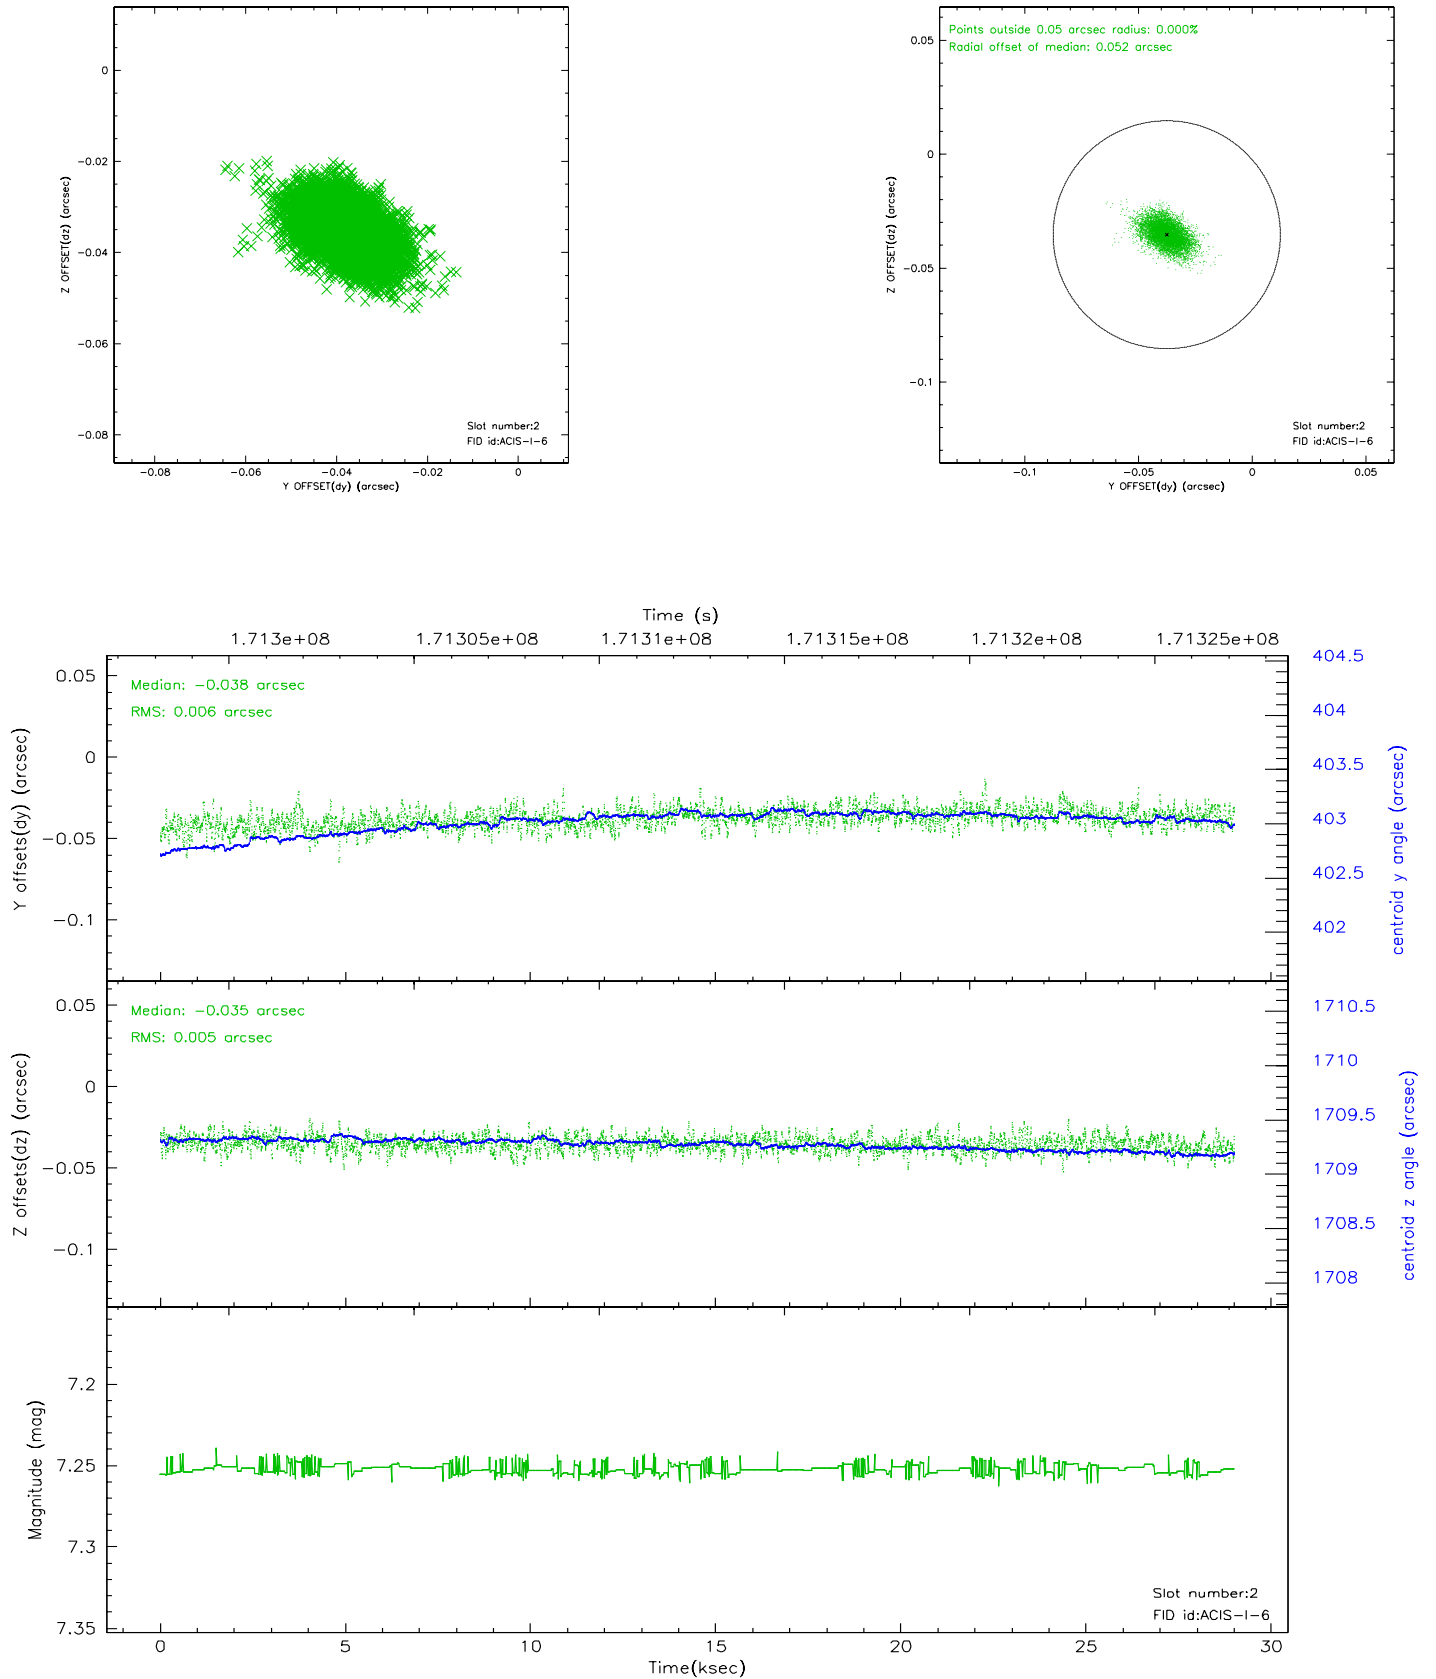 0
−0.02
−0.04
−0.06
−0.08
Z OFFSET(dz) (arcsec)
Slot number:2
FID id:ACIS−I−6
−0.08 −0.06 −0.04 −0.02 0
Y OFFSET(dy) (arcsec)
Points outside 0.05 arcsec radius: 0.000%
Radial offset of median: 0.052 arcsec
0.05
0
−0.05
−0.1
Z OFFSET(dz) (arcsec)
Slot number:2
FID id:ACIS−I−6
−0.1 −0.05 0 0.05
Y OFFSET(dy) (arcsec)
Time (s)
1.713e+08 1.71305e+08 1.7131e+08 1.71315e+08 1.7132e+08 1.71325e+08
Median: −0.038 arcsec
RMS: 0.006 arcsec
0.05
0
−0.05
−0.1
Y offsets(dy) (arcsec)
404.5
404
403.5
403
402.5
402
centroid y angle (arcsec)
Median: −0.035 arcsec
RMS: 0.005 arcsec
0.05
0
−0.05
−0.1
Z offsets(dz) (arcsec)
1710.5
1710
1709.5
1709
1708.5
1708
centroid z angle (arcsec)
7.2
7.25
7.3
7.35
Magnitude (mag)
Slot number:2
FID id:ACIS−I−6
0 5 10 15 20 25 30
Time(ksec)